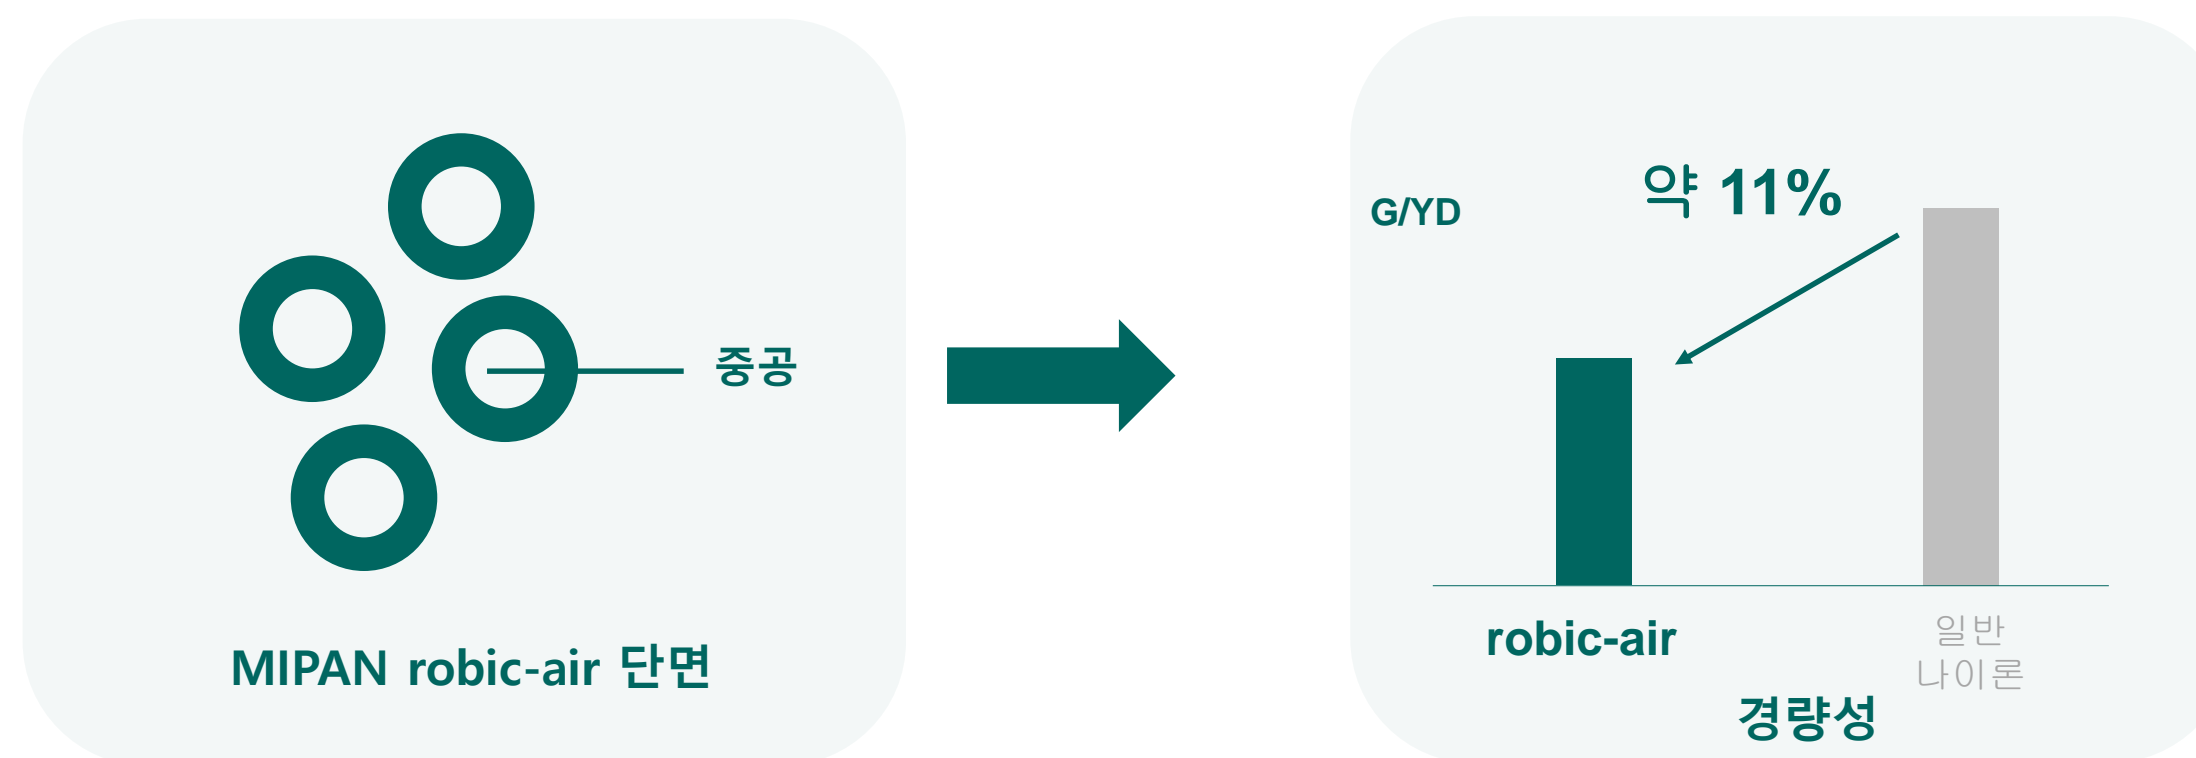 중공
MIPAN robic-air 단면
G/YD
약 11%
robic-air
일반
나이론
경량성